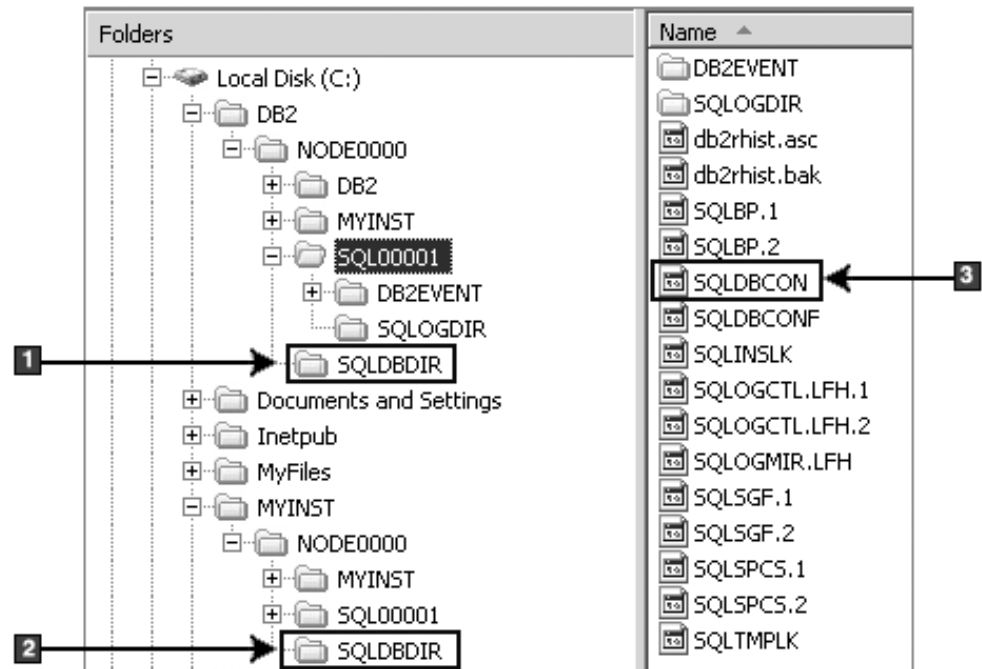 Folders
Local Disk (C:)
DB2
NODE0000
DB2
MYINST
SQL00001
DB2EVENT
SQLOGDIR
1
SQLDBDIR
Documents and Settings
Inetpub
MyFiles
MYINST
NODE0000
MYINST
SQL00001
2
SQLDBDIR
Name
DB2EVENT
SQLOGDIR
db2rhist.asc
db2rhist.bak
SQLBP.1
SQLBP.2
SQLDBCON
3
SQLDBCONF
SQLINSLK
SQLOGCTL.LFH.1
SQLOGCTL.LFH.2
SQLOGMIR.LFH
SQLSGF.1
SQLSGF.2
SQLSPCS.1
SQLSPCS.2
SQLTMPLK